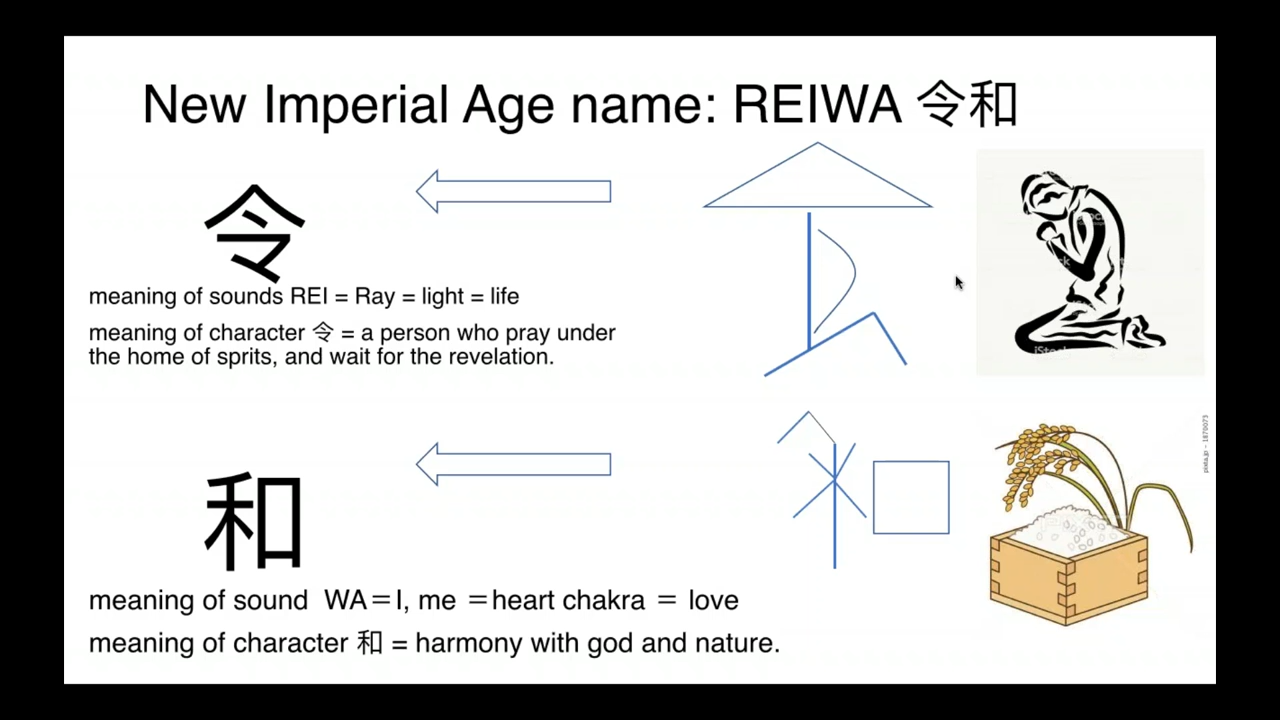 New Imperial Age name: REIWA 令和
令
meaning of sounds REI = Ray = light = life
meaning of character 令 = a person who pray under
the home of sprits, and wait for the revelation.
和
meaning of sound WA＝I, me ＝heart chakra ＝ love
meaning of character 和 = harmony with god and nature.
iStock